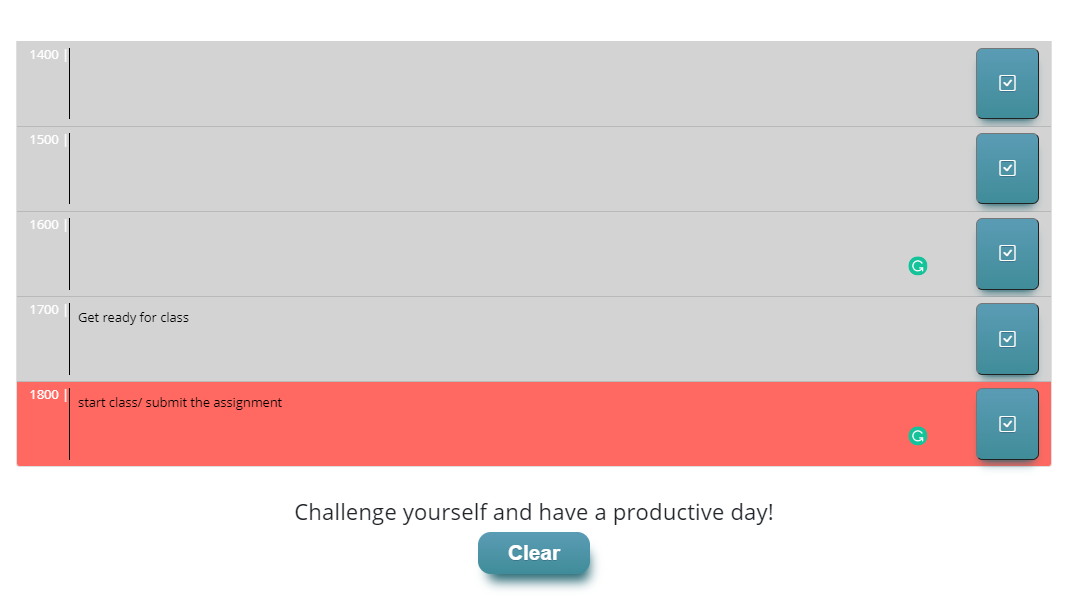 1400 |
1500 |
1600 |
1700 |
Get ready for class
1800 |
start class/ submit the assignment
Challenge yourself and have a productive day!
Clear